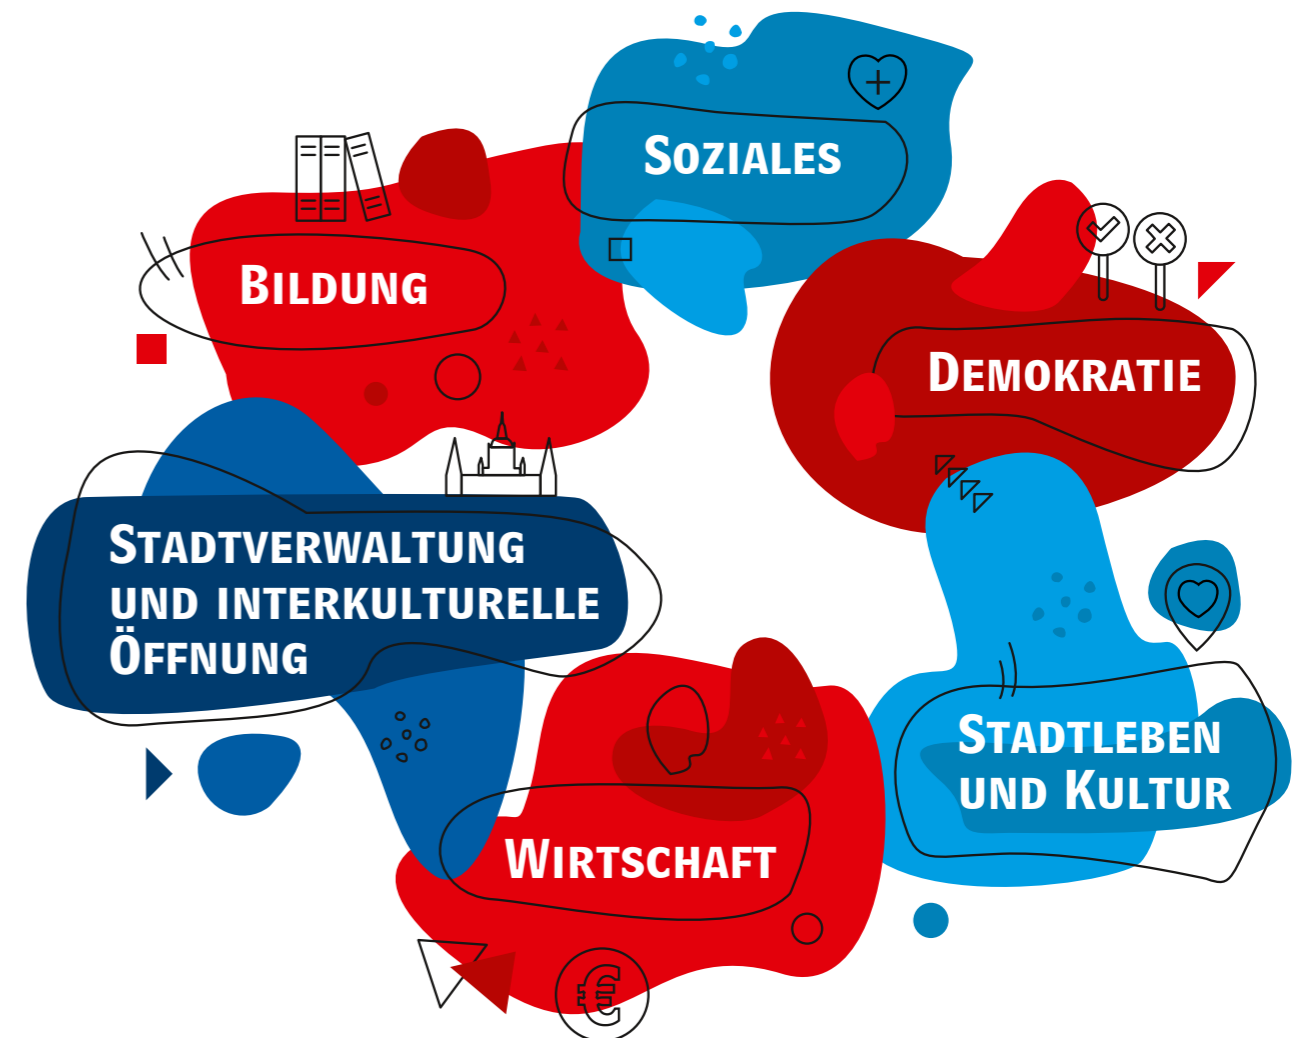 Soziales
Bildung
Demokratie
Stadtverwaltung
und interkulturelle
Öffnung
Stadtleben
und Kultur
Wirtschaft